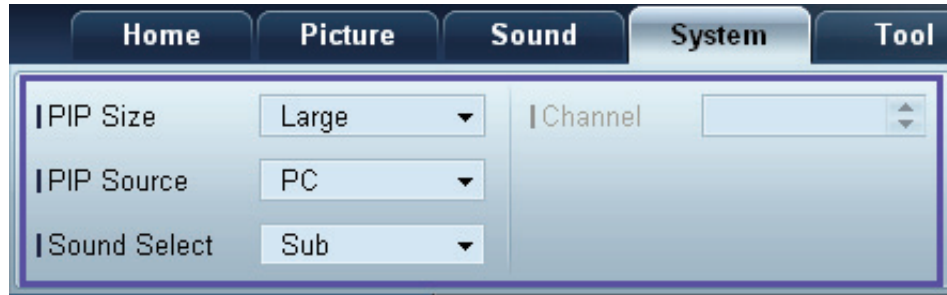 Home Picture Sound System Tool
PIP Size Large Channel
PIP Source PC
Sound Select Sub